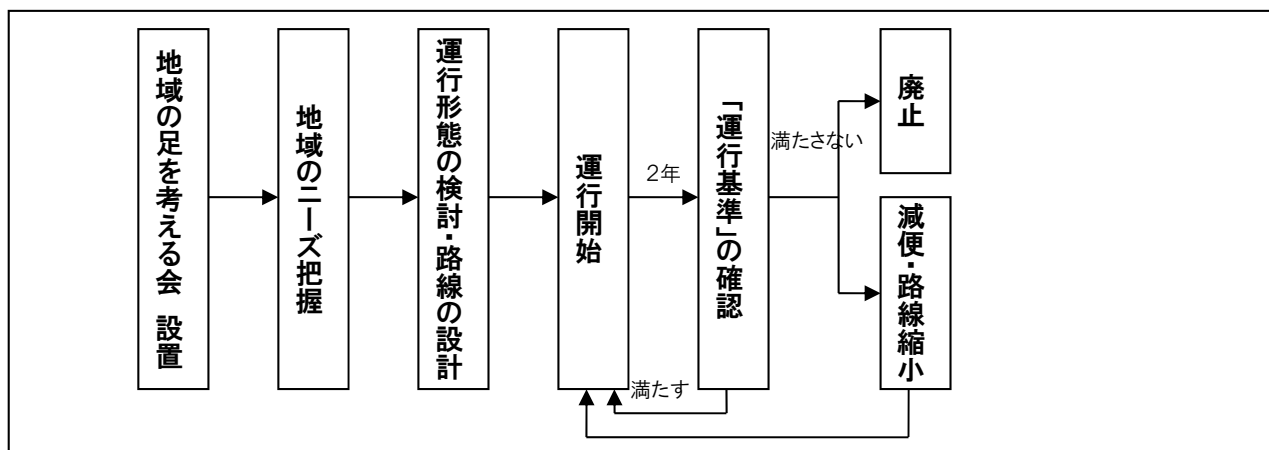 地域の足を考える会 設置
地域のニーズ把握
運行形態の検討・路線の設計
運行開始
2年
「運行基準」の確認
満たさない
廃止
減便・路線縮小
満たす